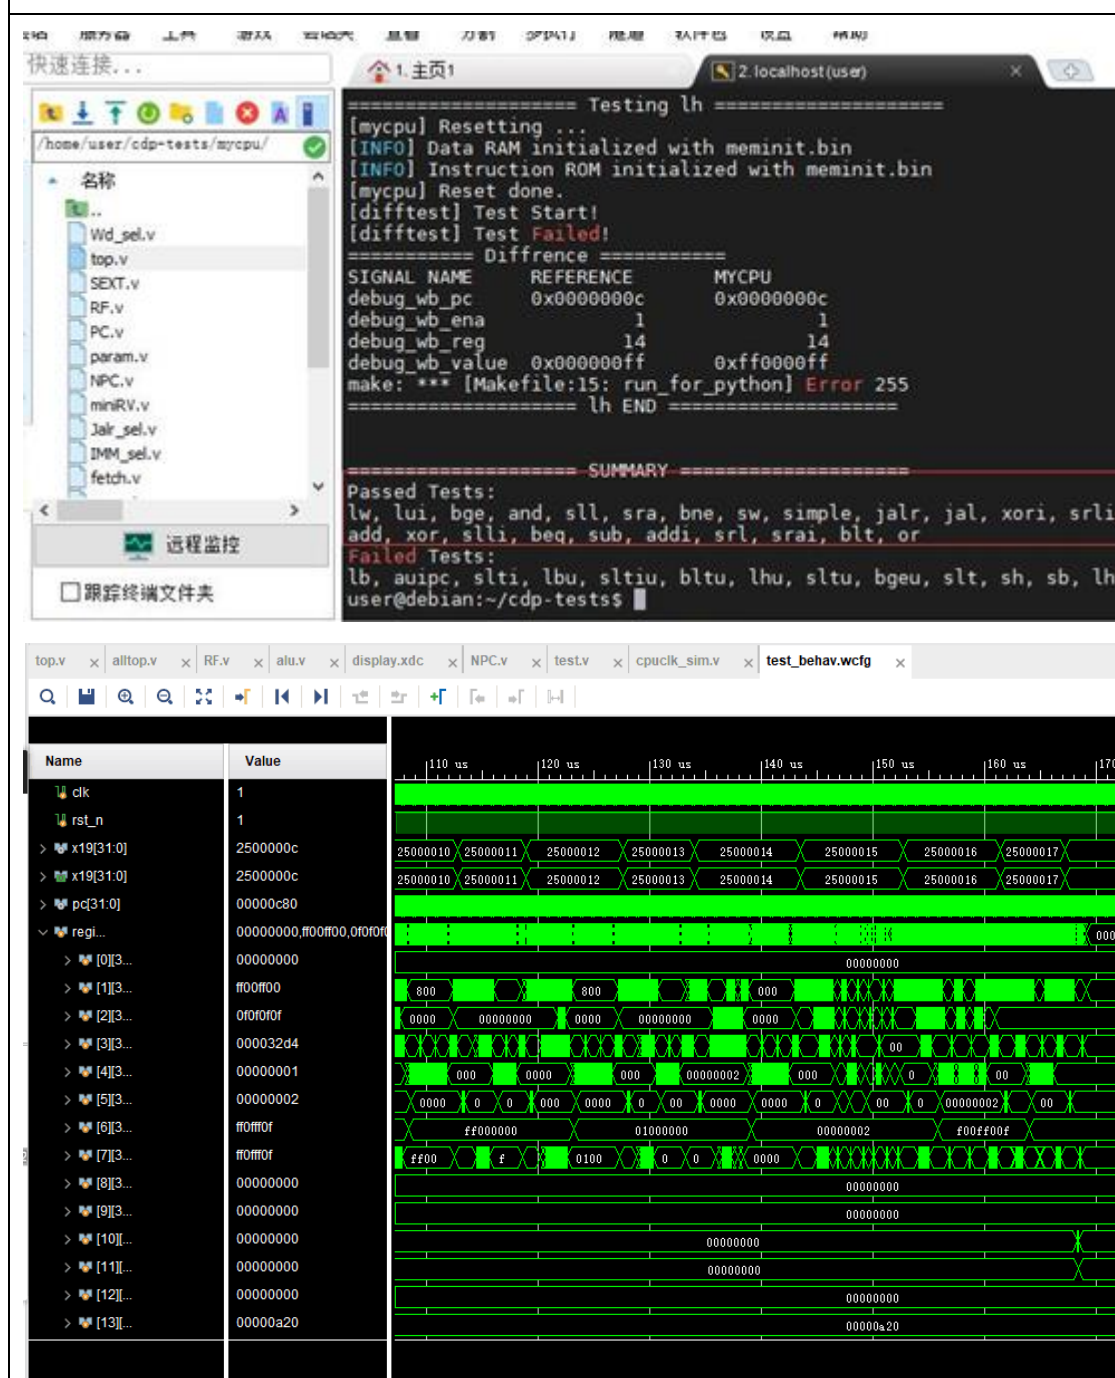 快速连接...
1. 主页1
2. localhost (user)
/home/user/cdp-tests/mycpu/
名称
..
Wd_sel.v
top.v
SEXT.v
RF.v
PC.v
param.v
NPC.v
miniRV.v
Jalr_sel.v
IMM_sel.v
fetch.v
远程监控
跟踪终端文件夹
==================== Testing lh ====================
[mycpu] Resetting ...
[INFO] Data RAM initialized with meminit.bin
[INFO] Instruction ROM initialized with meminit.bin
[mycpu] Reset done.
[difftest] Test Start!
[difftest] Test Failed!
=========== Diffrence ===========
SIGNAL NAME REFERENCE MYCPU
debug_wb_pc 0x0000000c 0x0000000c
debug_wb_ena 1 1
debug_wb_reg 14 14
debug_wb_value 0x000000ff 0xff0000ff
make: *** [Makefile:15: run_for_python] Error 255
==================== lh END ====================
==================== SUMMARY ====================
Passed Tests:
lw, lui, bge, and, sll, sra, bne, sw, simple, jalr, jal, xori, srli
add, xor, slli, beq, sub, addi, srl, srai, blt, or
Failed Tests:
lb, auipc, slti, lbu, sltiu, bltu, lhu, sltu, bgeu, slt, sh, sb, lh
user@debian:~/cdp-tests$
top.v alltop.v RF.v alu.v display.xdc NPC.v test.v cpuclk_sim.v test_behav.wcfg
Name Value
110 us 120 us 130 us 140 us 150 us 160 us 170
clk 1
rst_n 1
x19[31:0] 2500000c 25000010 25000011 25000012 25000013 25000014 25000015 25000016 25000017
x19[31:0] 2500000c 25000010 25000011 25000012 25000013 25000014 25000015 25000016 25000017
pc[31:0] 00000c80
regi... 00000000,ff00ff00,0f0f0f0 000
[0][3... 00000000 00000000
[1][3... ff00ff00 800 800 000
[2][3... 0f0f0f0f 0000 00000000 0000 00000000 0000
[3][3... 000032d4 00
[4][3... 00000001 000 0000 000 00000002 000 0 00
[5][3... 00000002 0000 0 0 000 0000 0 00 0000 0000 0 00 0 00000002 00
[6][3... ff0fff0f ff000000 01000000 00000002 f00ff00f
[7][3... ff0fff0f ff00 f 0100 0 0 0000
[8][3... 00000000 00000000
[9][3... 00000000 00000000
[10][... 00000000 00000000
[11][... 00000000 00000000
[12][... 00000000 00000000
[13][... 00000a20 00000a20